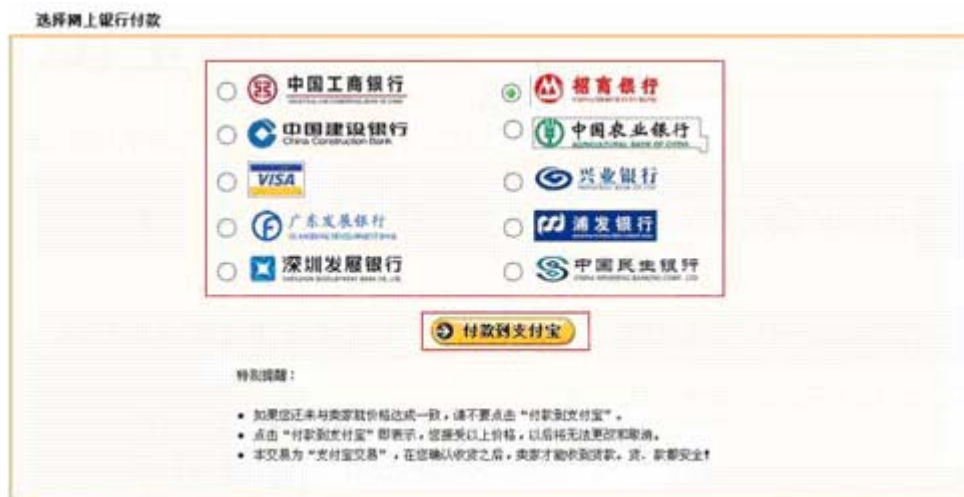 选择网上银行付款
中国工商银行
招商银行
中国建设银行
China Construction Bank
中国农业银行
AGRICULTURAL BANK OF CHINA
VISA
兴业银行
广东发展银行
浦发银行
深圳发展银行
中国民生银行
付款到支付宝
特别提醒：
• 如果您还未与卖家就价格达成一致，请不要点击“付款到支付宝”。
• 点击“付款到支付宝”即表示，您接受以上价格，以后将无法更改和取消。
• 本交易为“支付宝交易”，在您确认收货之后，卖家才能收到货款。货、款都安全！